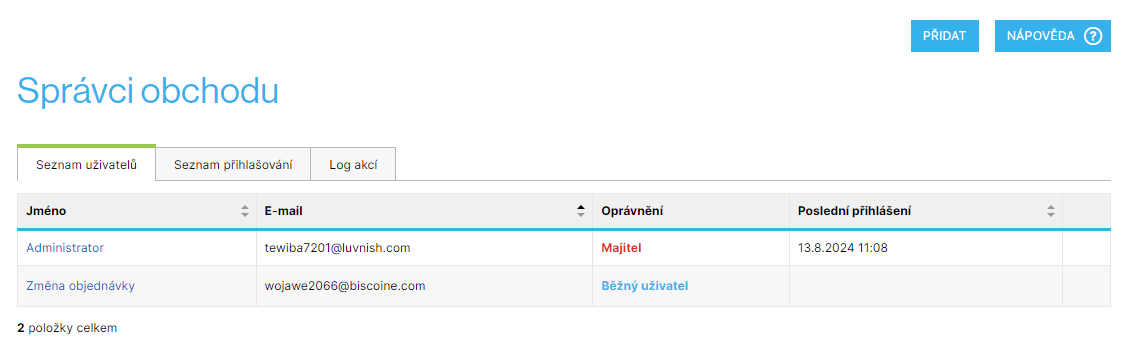 PŘIDAT NÁPOVĚDA ?
Správci obchodu
Seznam uživatelů Seznam přihlašování Log akcí
Jméno E-mail Oprávnění Poslední přihlášení
Administrator tewiba7201@luvnish.com Majitel 13.8.2024 11:08
Změna objednávky wojawe2066@biscoine.com Běžný uživatel
2 položky celkem